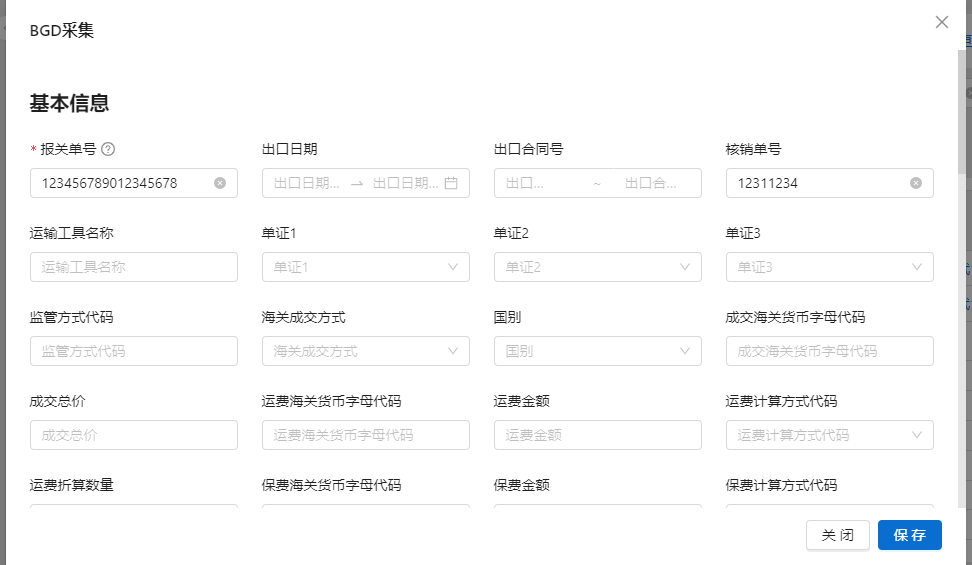 BGD采集
基本信息
* 报关单号 出口日期 出口合同号 核销单号
123456789012345678 出口日期... 出口日期... 出口... ~ 出口合... 12311234
运输工具名称 单证1 单证2 单证3
运输工具名称 单证1 单证2 单证3
监管方式代码 海关成交方式 国别 成交海关货币字母代码
监管方式代码 海关成交方式 国别 成交海关货币字母代码
成交总价 运费海关货币字母代码 运费金额 运费计算方式代码
成交总价 运费海关货币字母代码 运费金额 运费计算方式代码
运费折算数量 保费海关货币字母代码 保费金额 保费计算方式代码
关 闭 保 存